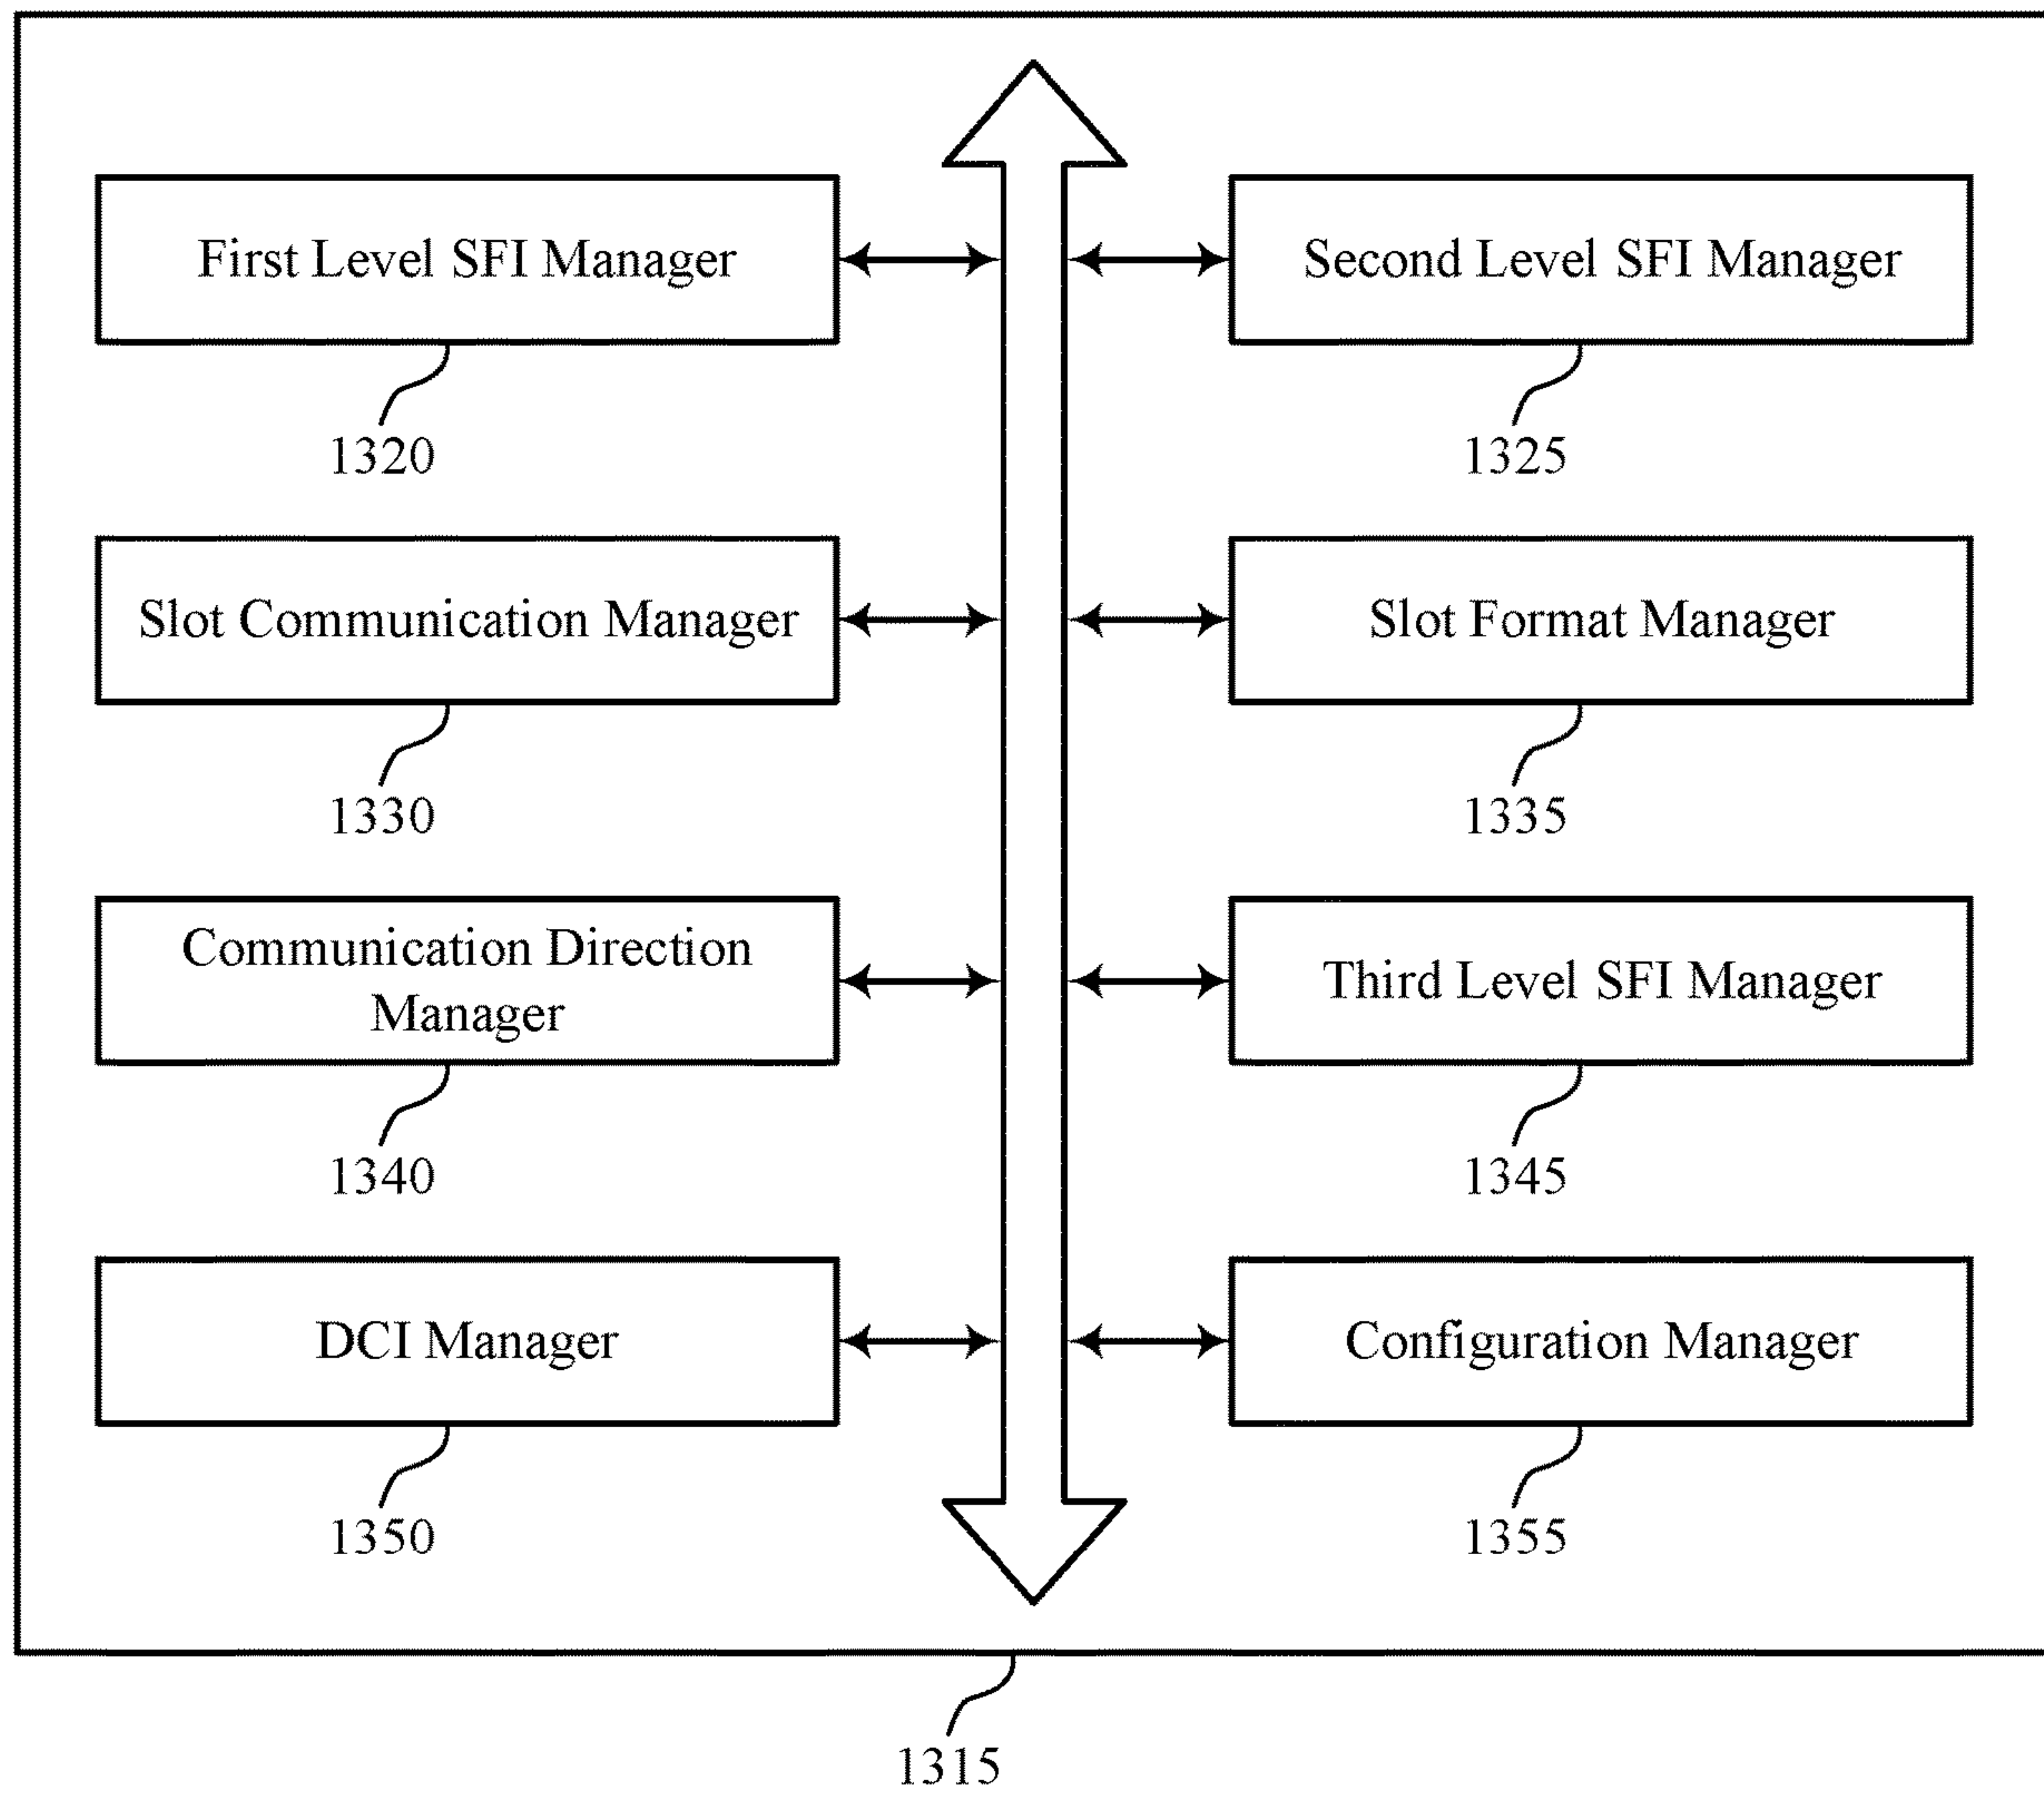 First Level SFI Manager
Second Level SFI Manager
1320
1325
Slot Communication Manager
Slot Format Manager
1330
1335
Communication Direction
Manager
Third Level SFI Manager
1340
1345
DCI Manager
Configuration Manager
1350
1355
1315